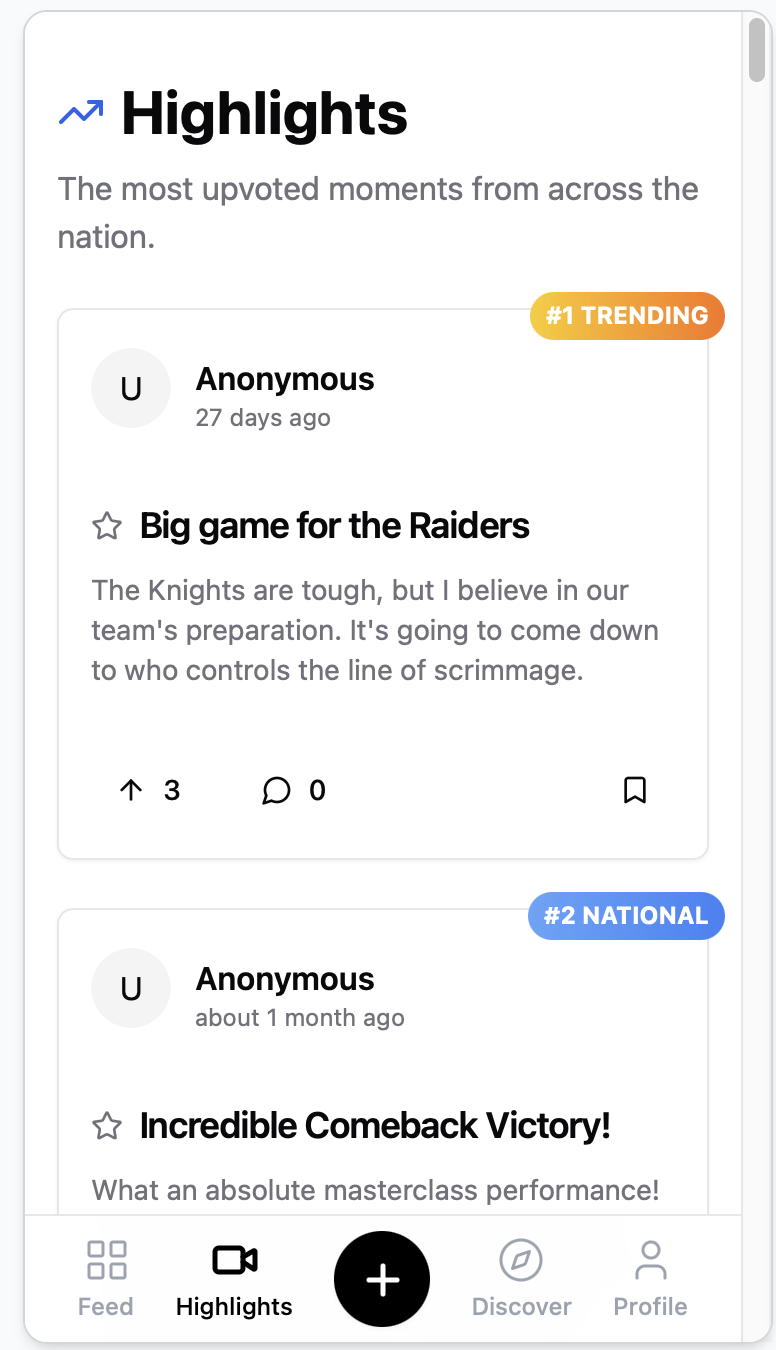 Highlights
The most upvoted moments from across the
nation.
#1 TRENDING
U
Anonymous
27 days ago
Big game for the Raiders
The Knights are tough, but I believe in our
team's preparation. It's going to come down
to who controls the line of scrimmage.
3
0
#2 NATIONAL
U
Anonymous
about 1 month ago
Incredible Comeback Victory!
What an absolute masterclass performance!
Feed
Highlights
Discover
Profile